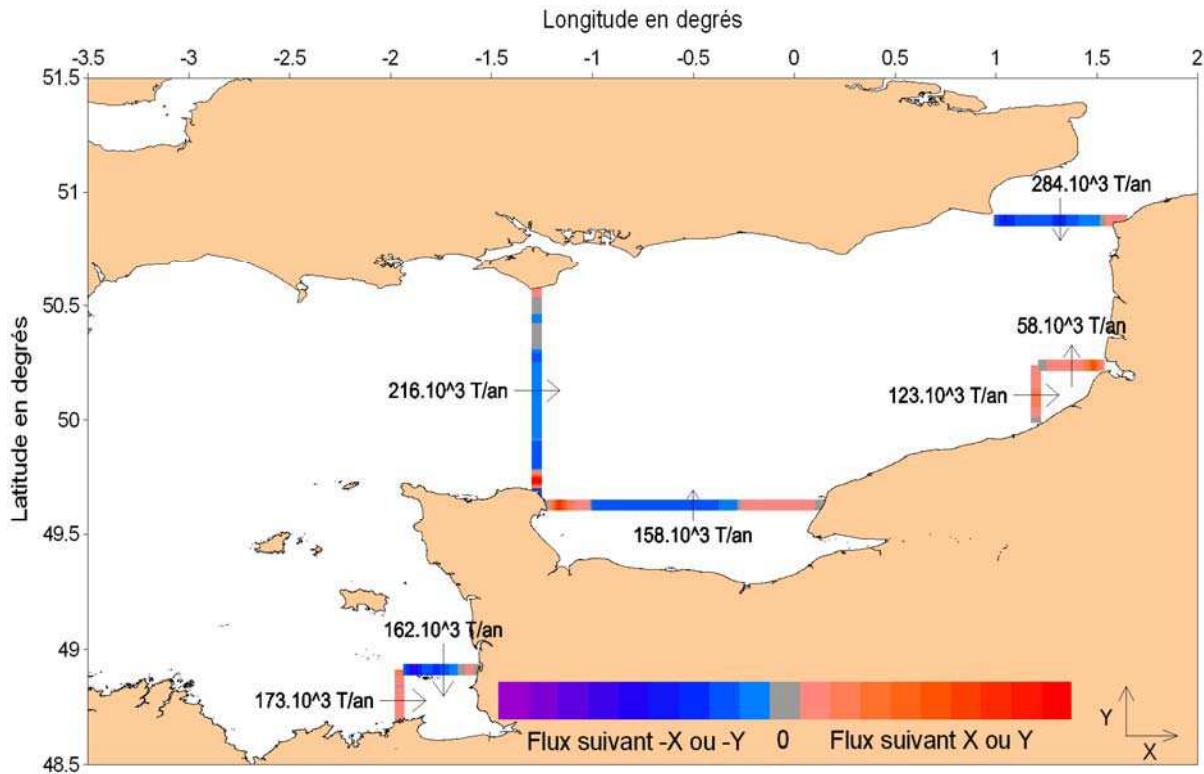 Longitude en degrés
-3.5 -3 -2.5 -2 -1.5 -1 -0.5 0 0.5 1 1.5 2
Latitude en degrés
51.5
51
50.5
50
49.5
49
48.5
284.10^3 T/an
58.10^3 T/an
216.10^3 T/an
123.10^3 T/an
158.10^3 T/an
162.10^3 T/an
173.10^3 T/an
Flux suivant -X ou -Y 0 Flux suivant X ou Y
Y
X